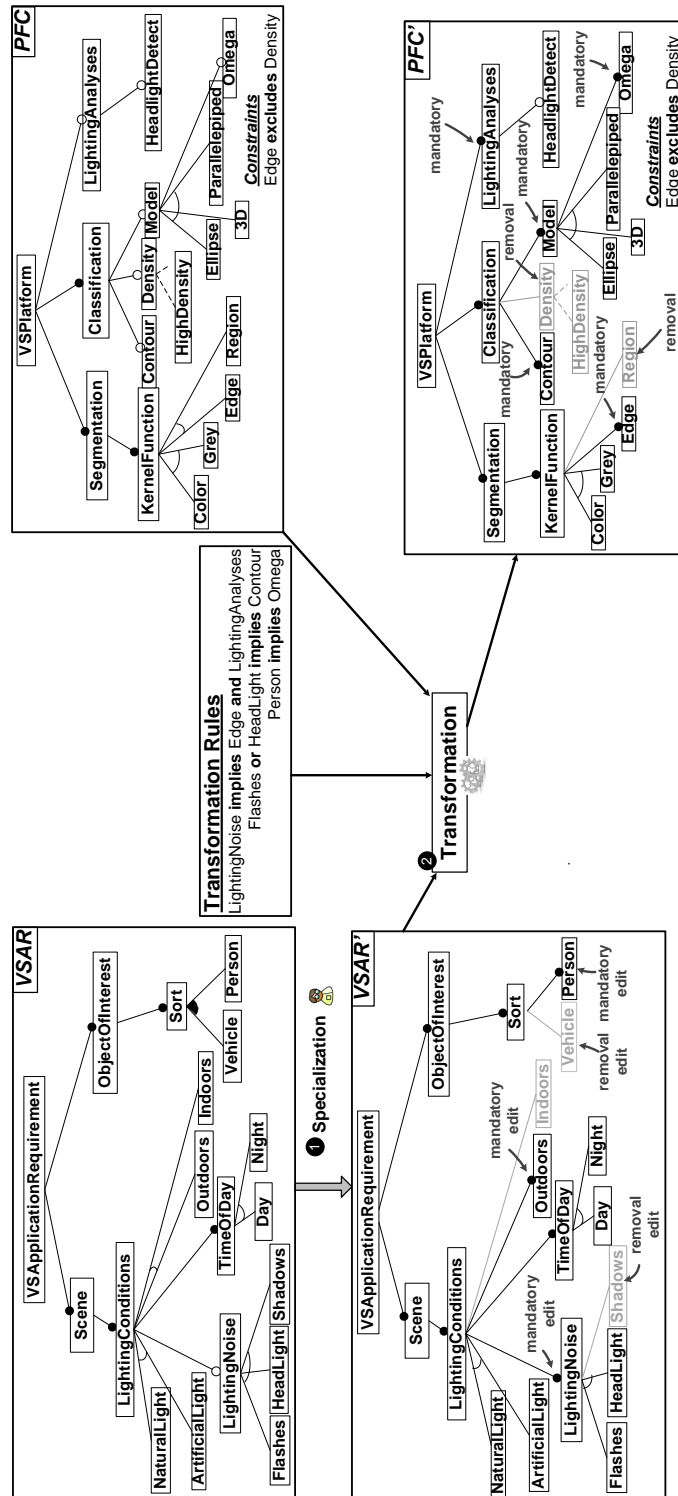 VSAR
VSApplicationRequirement
Scene
ObjectOfInterest
LightingConditions
Sort
NaturalLight
ArtificialLight
LightingNoise
TimeOfDay
Outdoors
Indoors
Vehicle
Person
Flashes
HeadLight
Shadows
Day
Night
1 Specialization
VSAR'
VSApplicationRequirement
Scene
ObjectOfInterest
LightingConditions
Sort
mandatory
edit
mandatory
edit
NaturalLight
ArtificialLight
LightingNoise
TimeOfDay
Outdoors
Indoors
Vehicle
Person
removal
edit
mandatory
edit
Flashes
HeadLight
Shadows
Day
Night
removal
edit
Transformation Rules
LightingNoise implies Edge and LightingAnalyses
Flashes or HeadLight implies Contour
Person implies Omega
2
Transformation
PFC
VSPlatform
Segmentation
Classification
LightingAnalyses
KernelFunction
Contour
Density
Model
HeadlightDetect
HighDensity
Color
Grey
Edge
Region
Ellipse
3D
Parallelepiped
Omega
Constraints
Edge excludes Density
PFC'
VSPlatform
mandatory
Segmentation
Classification
LightingAnalyses
mandatory
removal
mandatory
KernelFunction
Contour
Density
Model
HeadlightDetect
mandatory
HighDensity
mandatory
Color
Grey
Edge
Region
removal
Ellipse
3D
Parallelepiped
Omega
Constraints
Edge excludes Density